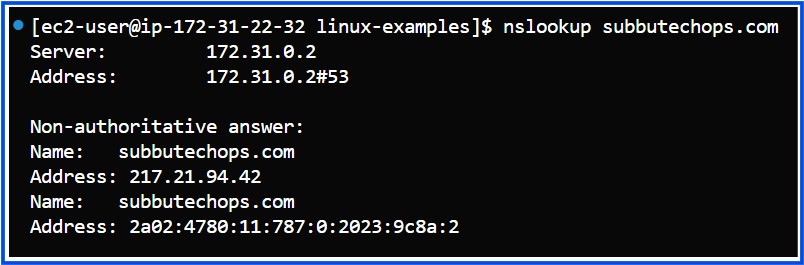 [ec2-user@ip-172-31-22-32 linux-examples]$ nslookup subbutechops.com
Server:         172.31.0.2
Address:        172.31.0.2#53
Non-authoritative answer:
Name:   subbutechops.com
Address: 217.21.94.42
Name:   subbutechops.com
Address: 2a02:4780:11:787:0:2023:9c8a:2